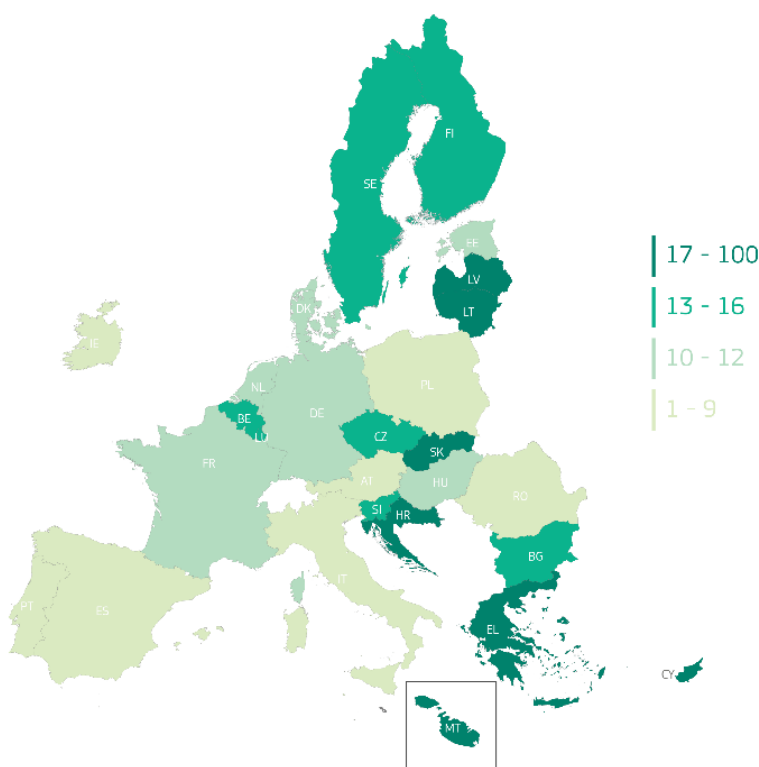 FI
SE
EE
17 - 100
LV
13 - 16
DK
LT
IE
10 - 12
NL
PL
1 - 9
DE
BE
LU
CZ
FR
SK
AT
HU
RO
SI
HR
BG
IT
PT
ES
EL
CY
MT